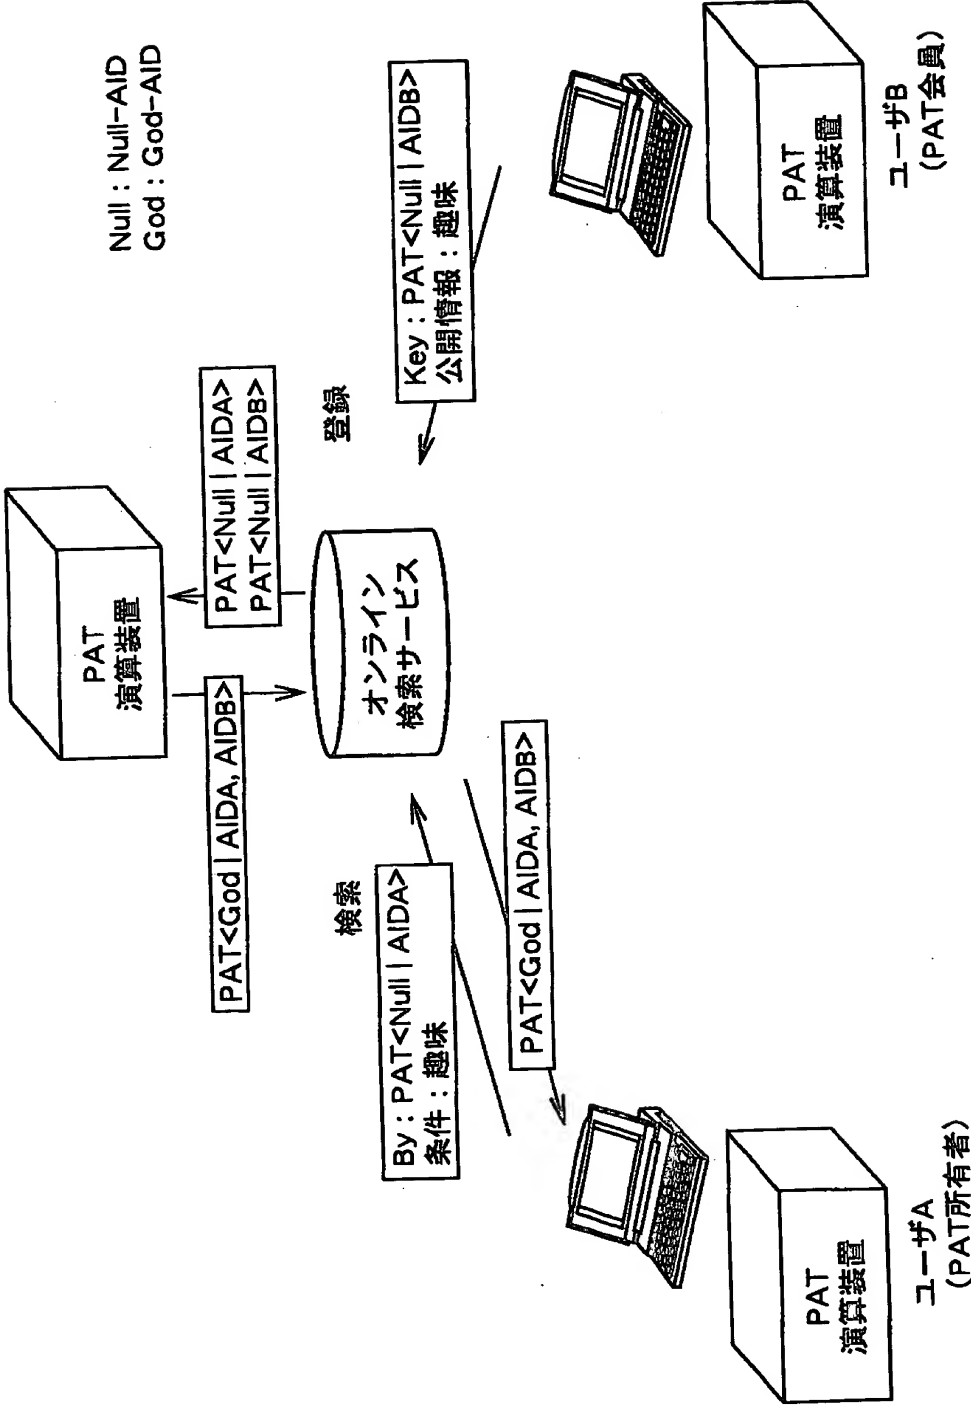 Null : Null-AID
God : God-AID
PAT
演算装置
PAT<God | AIDA, AIDB>
PAT<Null | AIDA>
PAT<Null | AIDB>
オンライン
検索サービス
検索
By : PAT<Null | AIDA>
条件 : 趣味
PAT<God | AIDA, AIDB>
登録
Key : PAT<Null | AIDB>
公開情報 : 趣味
PAT
演算装置
ユーザA
(PAT所有者)
PAT
演算装置
ユーザB
(PAT会員)